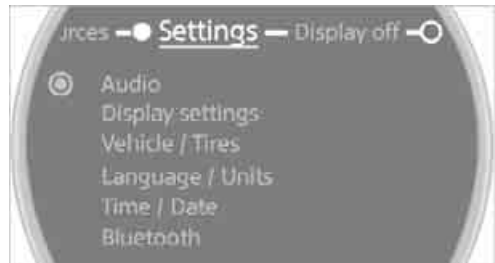 urces Settings Display off
Audio
Display settings
Vehicle / Tires
Language / Units
Time / Date
Bluetooth